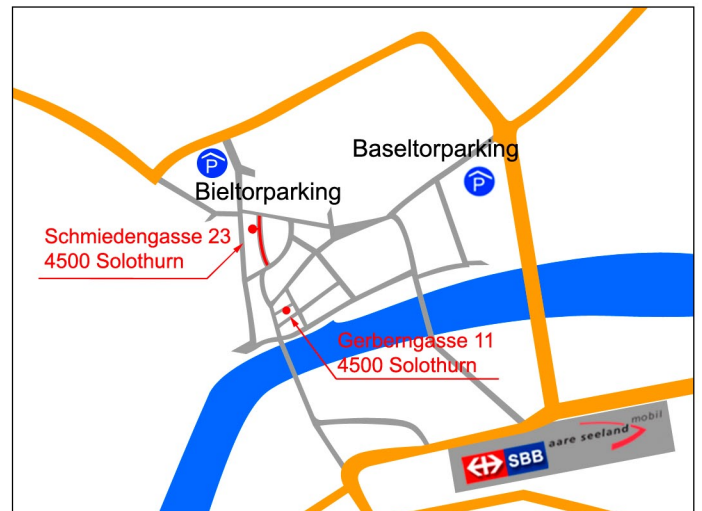 Baseltorparking
P
P
Bieltorparking
Schmiedengasse 23
4500 Solothurn
Gerberngasse 11
4500 Solothurn
aare seeland mobil
SBB